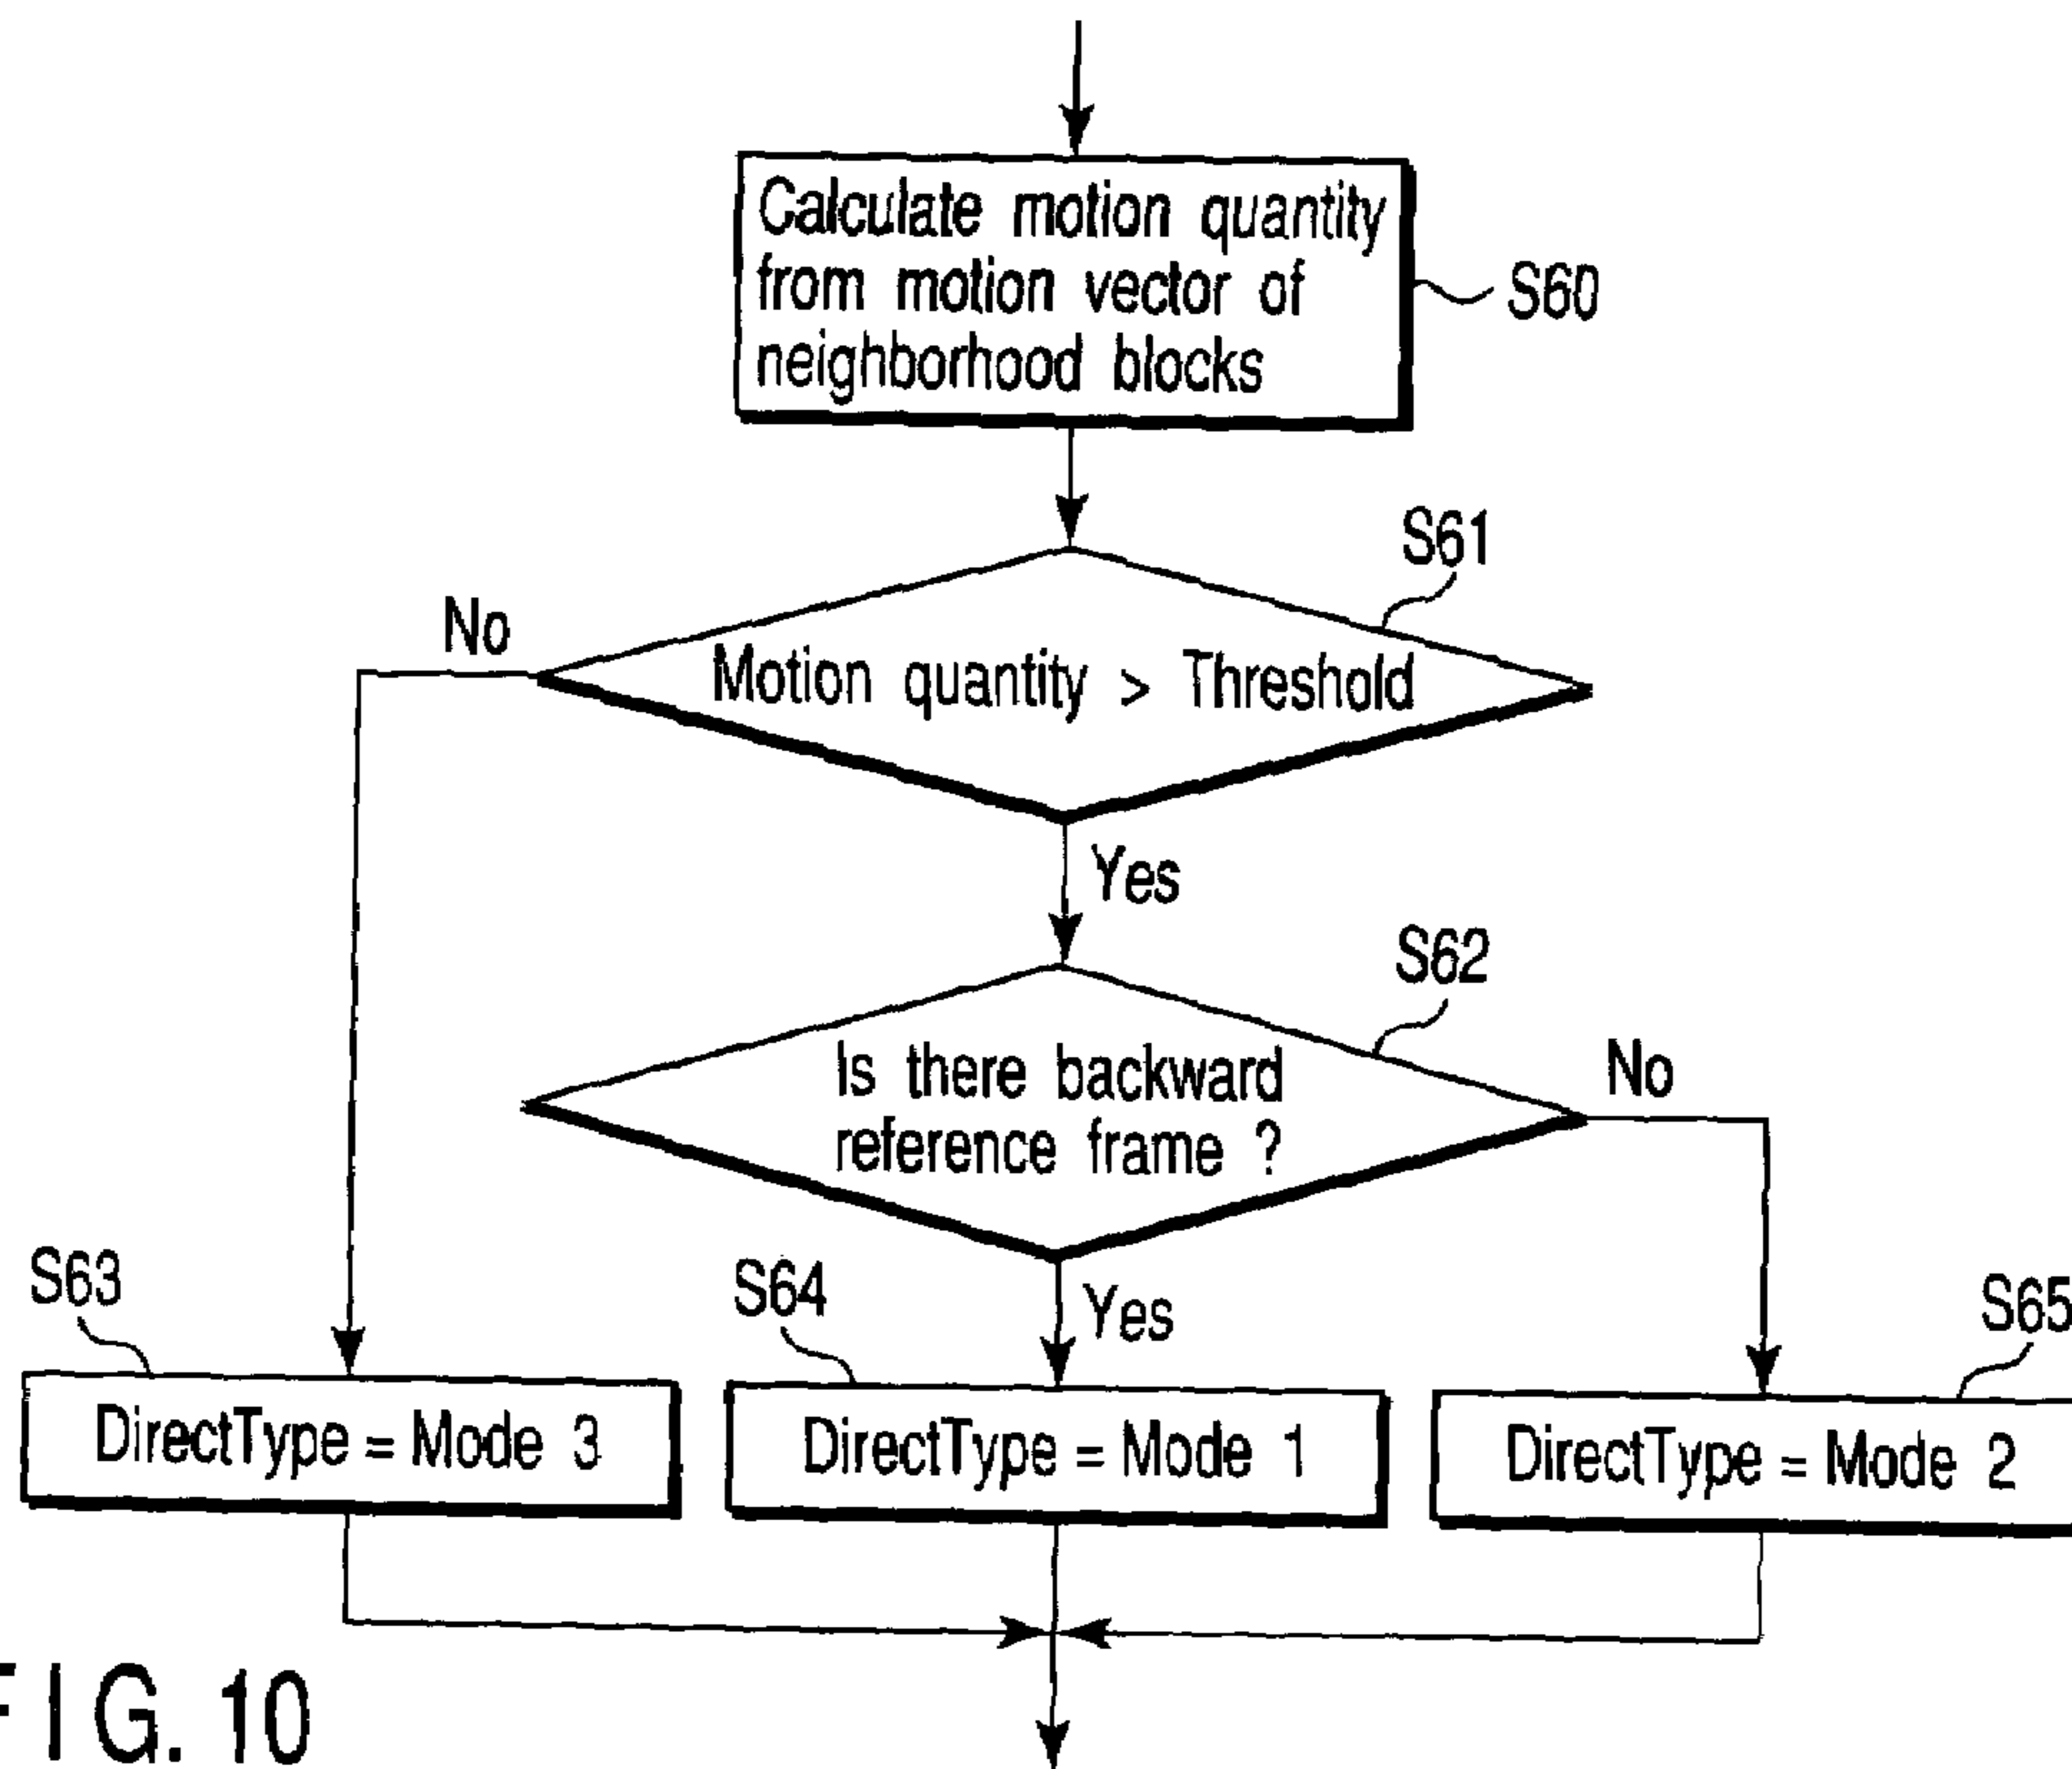 Calculate motion quantity
from motion vector of
neighborhood blocks
S60
S61
No
Motion quantity > Threshold
Yes
S62
Is there backward
reference frame ?
No
S63
S64
Yes
S65
DirectType = Mode 3
DirectType = Mode 1
DirectType = Mode 2
FIG. 10